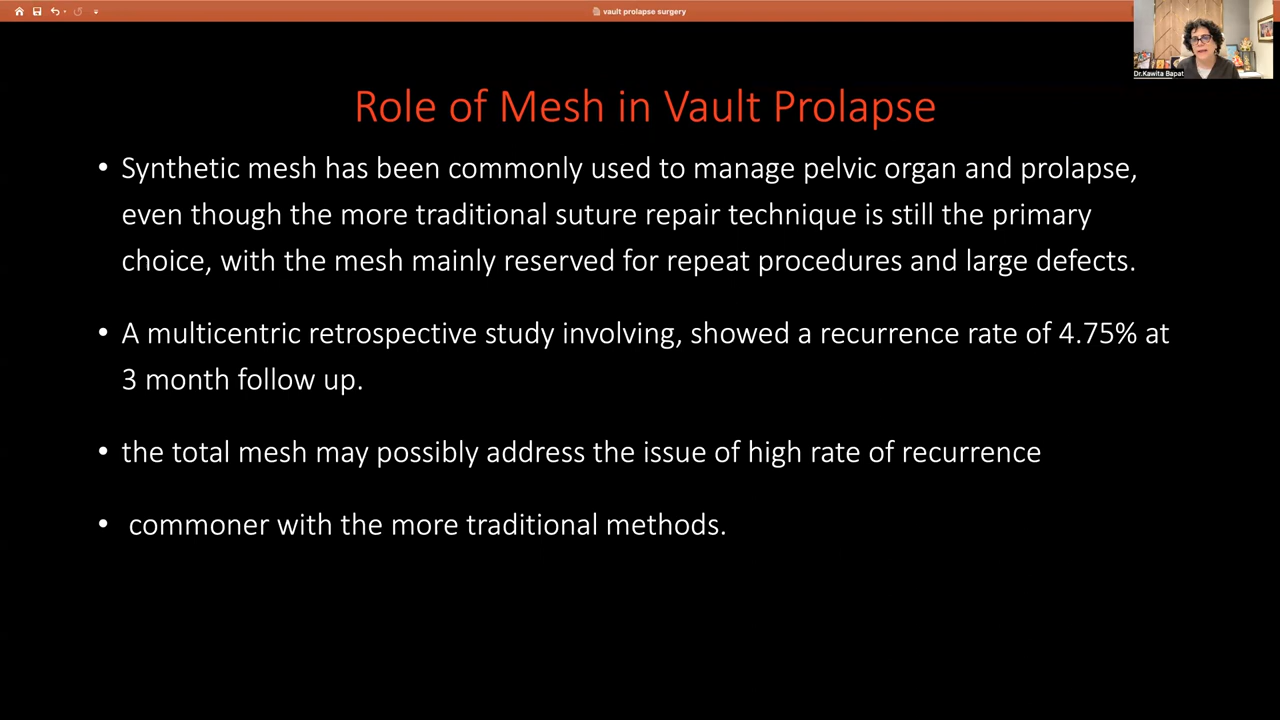 vault prolapse surgery
Dr.Kawita Bapat
Role of Mesh in Vault Prolapse
• Synthetic mesh has been commonly used to manage pelvic organ and prolapse,
even though the more traditional suture repair technique is still the primary
choice, with the mesh mainly reserved for repeat procedures and large defects.
• A multicentric retrospective study involving, showed a recurrence rate of 4.75% at
3 month follow up.
• the total mesh may possibly address the issue of high rate of recurrence
• commoner with the more traditional methods.